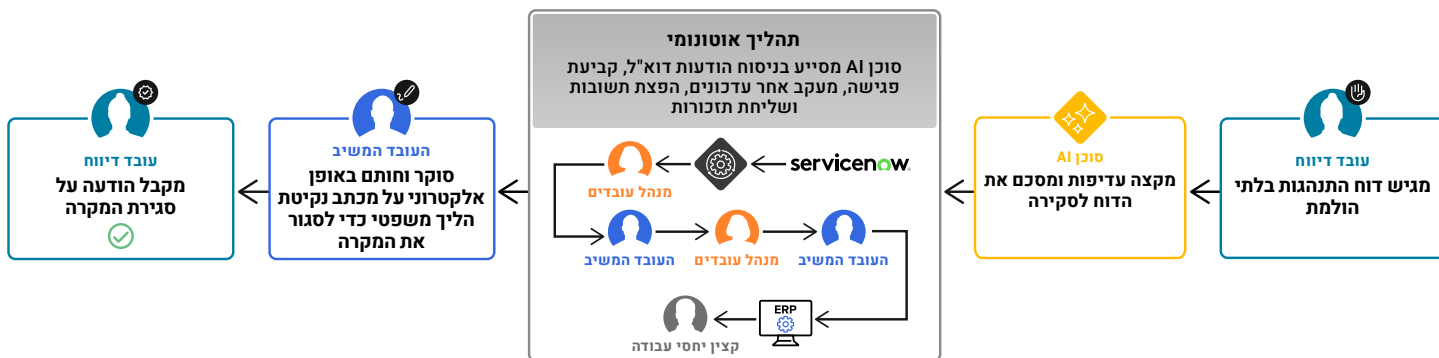 עובד דיווח
מגיש דוח התנהגות בלתי
הולמת
סוכן AI
מקצה עדיפות ומסכם את
הדוח לסקירה
תהליך אוטונומי
סוכן AI מסייע בניסוח הודעות דוא"ל, קביעת
פגישה, מעקב אחר עדכונים, הפצת תשובות
ושליחת תזכורות
servicenow
מנהל עובדים
העובד המשיב
מנהל עובדים
העובד המשיב
ERP
קצין יחסי עבודה
העובד המשיב
סוקר וחותם באופן
אלקטרוני על מכתב נקיטת
הליך משפטי כדי לסגור
את המקרה
עובד דיווח
מקבל הודעה על
סגירת המקרה